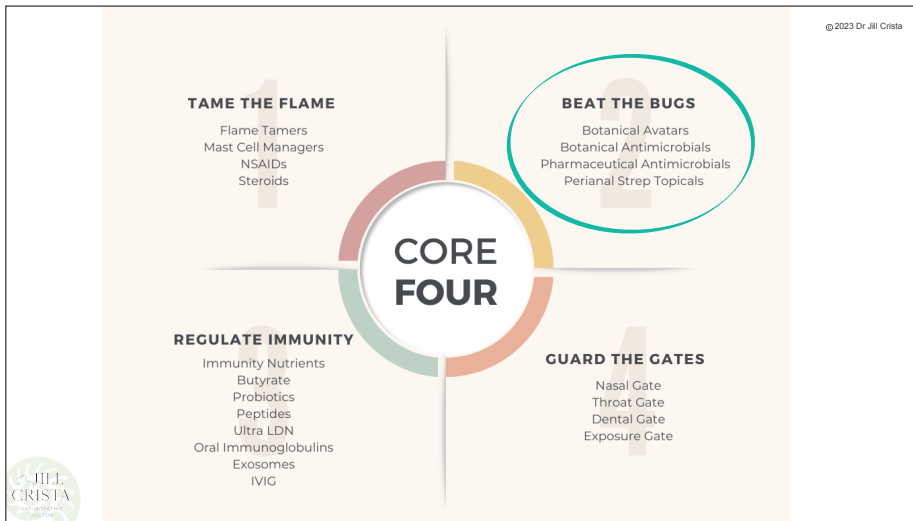 © 2023 Dr Jill Crista
1
TAME THE FLAME
Flame Tamers
Mast Cell Managers
NSAIDs
Steroids
2
BEAT THE BUGS
Botanical Avatars
Botanical Antimicrobials
Pharmaceutical Antimicrobials
Perianal Strep Topicals
CORE
FOUR
3
REGULATE IMMUNITY
Immunity Nutrients
Butyrate
Probiotics
Peptides
Ultra LDN
Oral Immunoglobulins
Exosomes
IVIG
4
GUARD THE GATES
Nasal Gate
Throat Gate
Dental Gate
Exposure Gate
JILL
CRISTA
NATUROPATHIC
DOCTOR